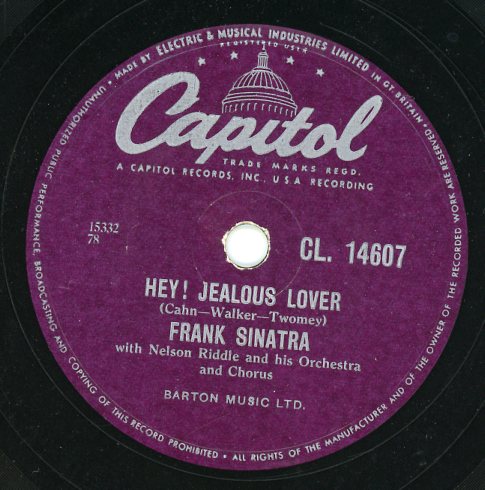 MADE BY ELECTRIC & MUSICAL INDUSTRIES LIMITED IN GT BRITAIN • ALL RIGHTS OF THE MANUFACTURER AND OF THE OWNER OF THE RECORDED WORK ARE RESERVED • UNAUTHORIZED PUBLIC PERFORMANCE, BROADCASTING AND COPYING OF THIS RECORD PROHIBITED •
REGISTERED U.S.T.R.
Capitol
TRADE MARKS REGD.
A CAPITOL RECORDS, INC. U S A RECORDING
15332
78
CL. 14607
HEY! JEALOUS LOVER
(Cahn—Walker—Twomey)
FRANK SINATRA
with Nelson Riddle and his Orchestra
and Chorus
BARTON MUSIC LTD.